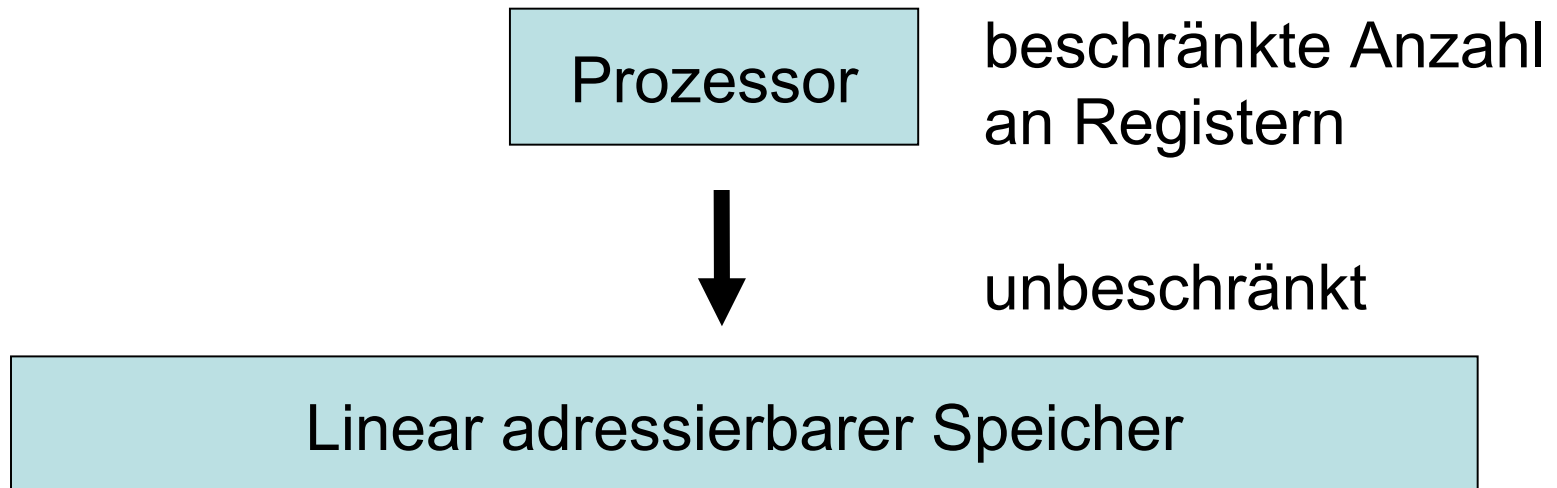 Prozessor
beschränkte Anzahl
an Registern
unbeschränkt
Linear adressierbarer Speicher